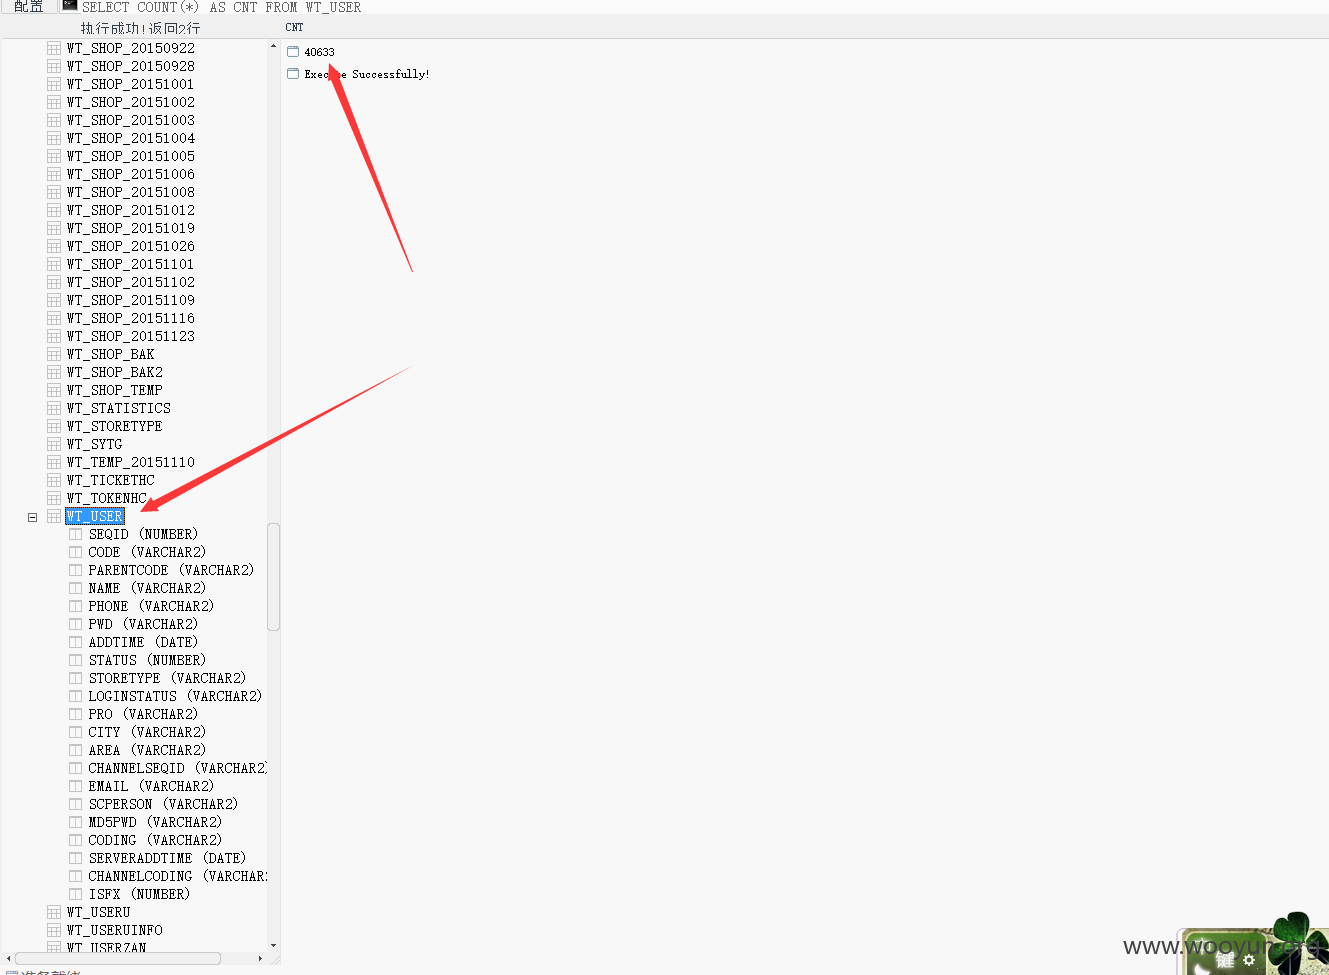 配置
SELECT COUNT(*) AS CNT FROM WT_USER
执行成功!返回2行
CNT
WT_SHOP_20150922
40633
WT_SHOP_20150928
Exec e Successfully!
WT_SHOP_20151001
WT_SHOP_20151002
WT_SHOP_20151003
WT_SHOP_20151004
WT_SHOP_20151005
WT_SHOP_20151006
WT_SHOP_20151008
WT_SHOP_20151012
WT_SHOP_20151019
WT_SHOP_20151026
WT_SHOP_20151101
WT_SHOP_20151102
WT_SHOP_20151109
WT_SHOP_20151116
WT_SHOP_20151123
WT_SHOP_BAK
WT_SHOP_BAK2
WT_SHOP_TEMP
WT_STATISTICS
WT_STORETYPE
WT_SYTG
WT_TEMP_20151110
WT_TICKETHC
WT_TOKENHC
WT_USER
SEQID (NUMBER)
CODE (VARCHAR2)
PARENTCODE (VARCHAR2)
NAME (VARCHAR2)
PHONE (VARCHAR2)
PWD (VARCHAR2)
ADDTIME (DATE)
STATUS (NUMBER)
STORETYPE (VARCHAR2)
LOGINSTATUS (VARCHAR2)
PRO (VARCHAR2)
CITY (VARCHAR2)
AREA (VARCHAR2)
CHANNELSEQID (VARCHAR2)
EMAIL (VARCHAR2)
SCPERSON (VARCHAR2)
MD5PWD (VARCHAR2)
CODING (VARCHAR2)
SERVERADDTIME (DATE)
CHANNELCODING (VARCHAR
ISFX (NUMBER)
WT_USERU
WT_USERUINFO
WT_USERZAN
www.wooyun.org
键
准备就绪